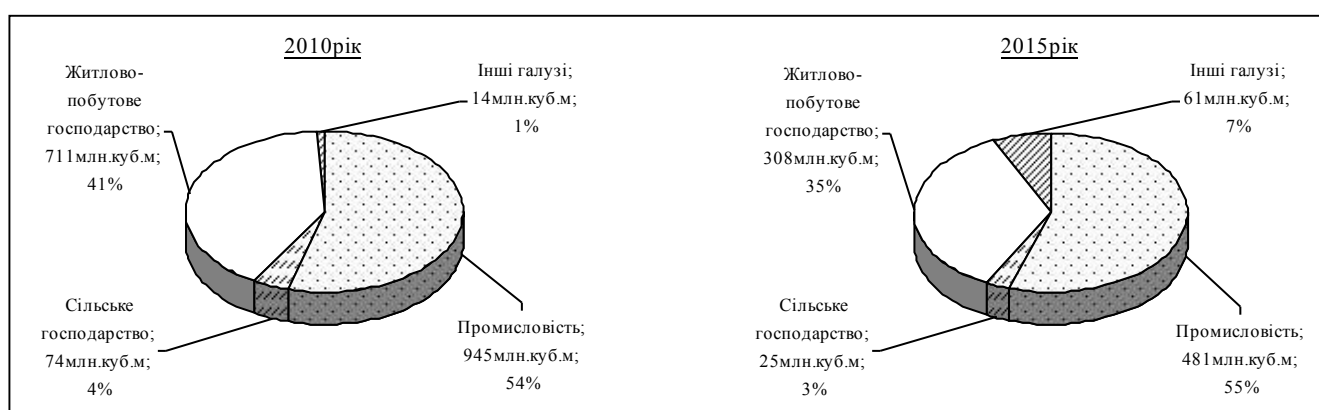 2010рік
Житлово-
побутове
господарство;
711млн.куб.м;
41%
Інші галузі;
14млн.куб.м;
1%
Сільське
господарство;
74млн.куб.м;
4%
Промисловість;
945млн.куб.м;
54%
2015рік
Житлово-
побутове
господарство;
308млн.куб.м;
35%
Інші галузі;
61млн.куб.м;
7%
Сільське
господарство;
25млн.куб.м;
3%
Промисловість;
481млн.куб.м;
55%